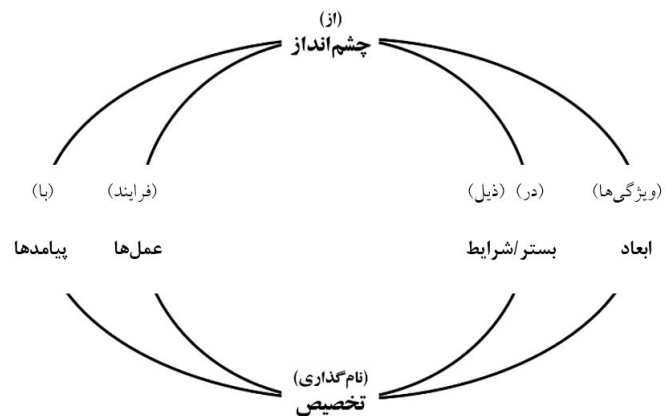 (از)
چشم‌انداز
(ویژگی‌ها) (در) (ذیل) (فرایند) (با)
ابعاد بستر/شرایط عمل‌ها پیامدها
(نام‌گذاری)
تخصیص